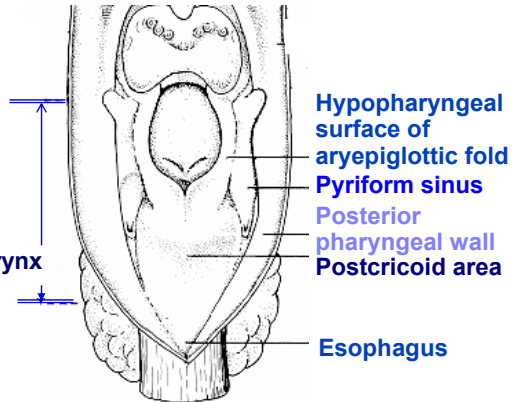 Hypopharyngeal
surface of
aryepiglottic fold
Pyriform sinus
Posterior
pharyngeal wall
ynx
Postcricoid area
Esophagus